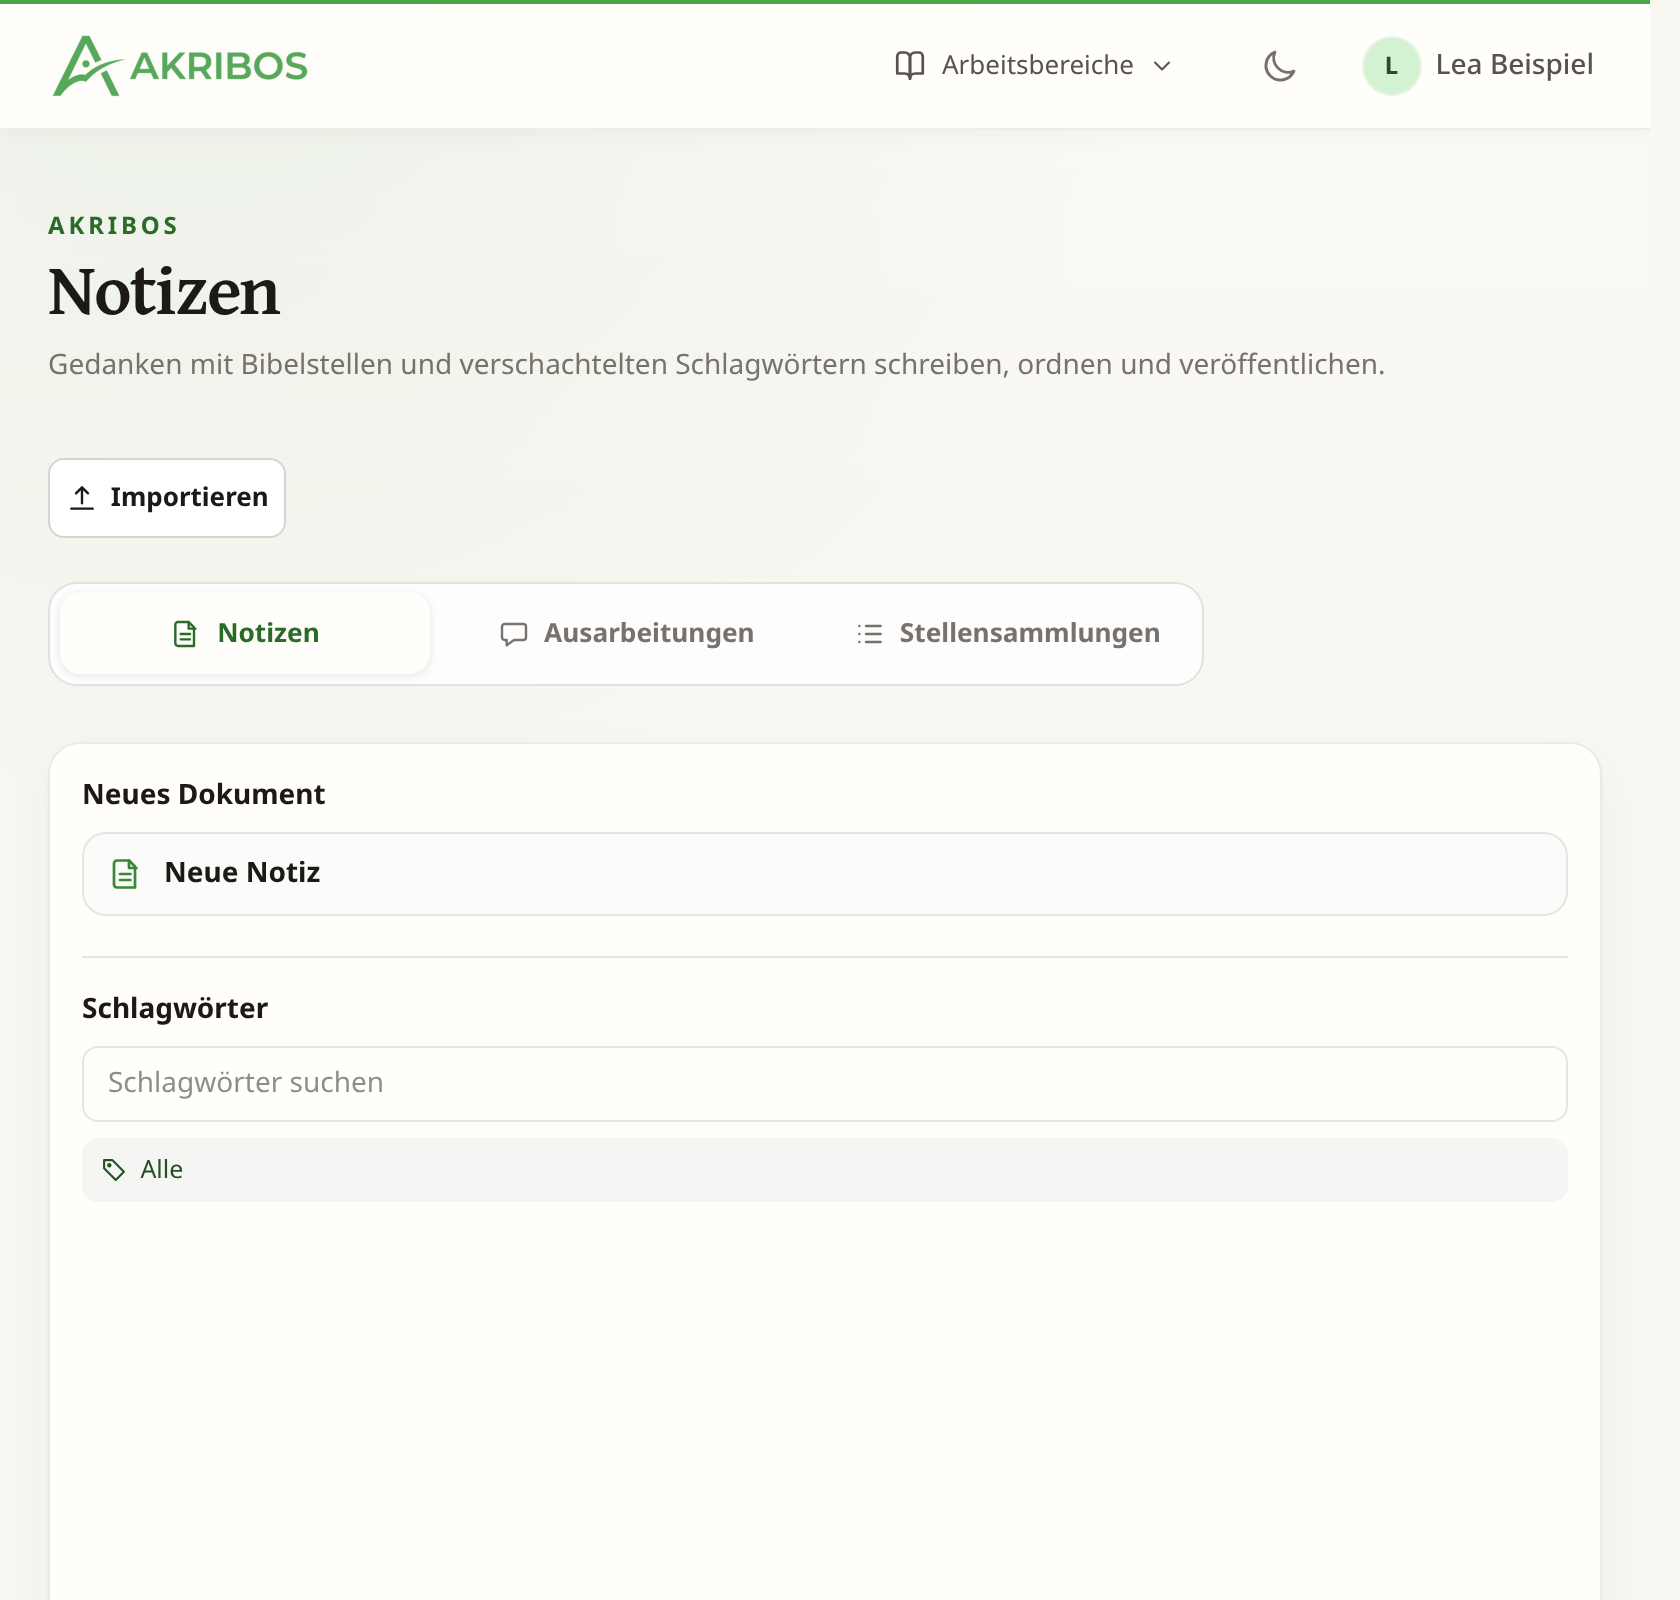 AKRIBOS
Arbeitsbereiche
L
Lea Beispiel
AKRIBOS
Notizen
Gedanken mit Bibelstellen und verschachtelten Schlagwörtern schreiben, ordnen und veröffentlichen.
Importieren
Notizen
Ausarbeitungen
Stellensammlungen
Neues Dokument
Neue Notiz
Schlagwörter
Schlagwörter suchen
Alle